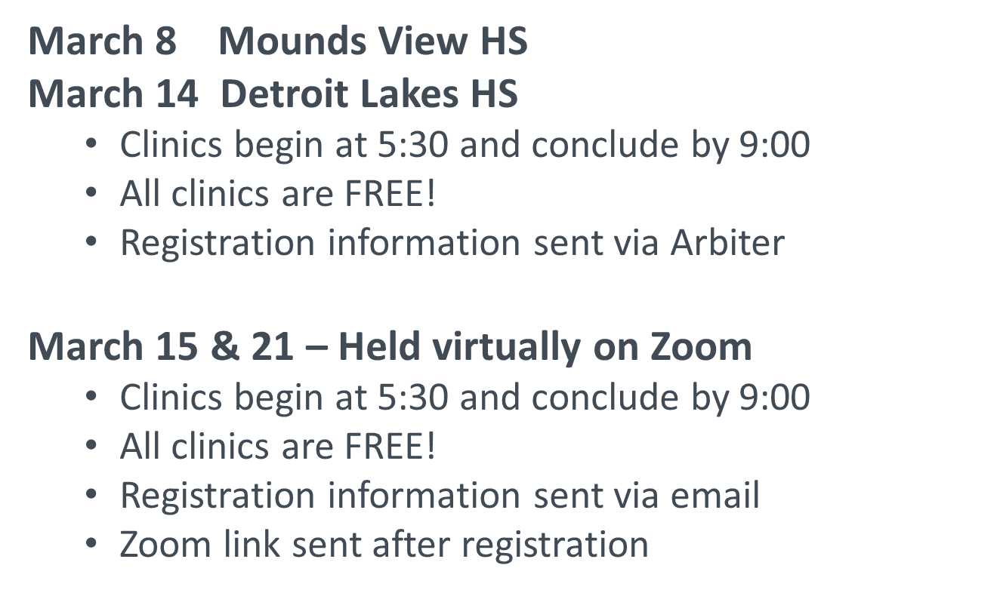 March 8    Mounds View HS
March 14  Detroit Lakes HS
• Clinics begin at 5:30 and conclude by 9:00
• All clinics are FREE!
• Registration information sent via Arbiter
March 15 & 21 – Held virtually on Zoom
• Clinics begin at 5:30 and conclude by 9:00
• All clinics are FREE!
• Registration information sent via email
• Zoom link sent after registration